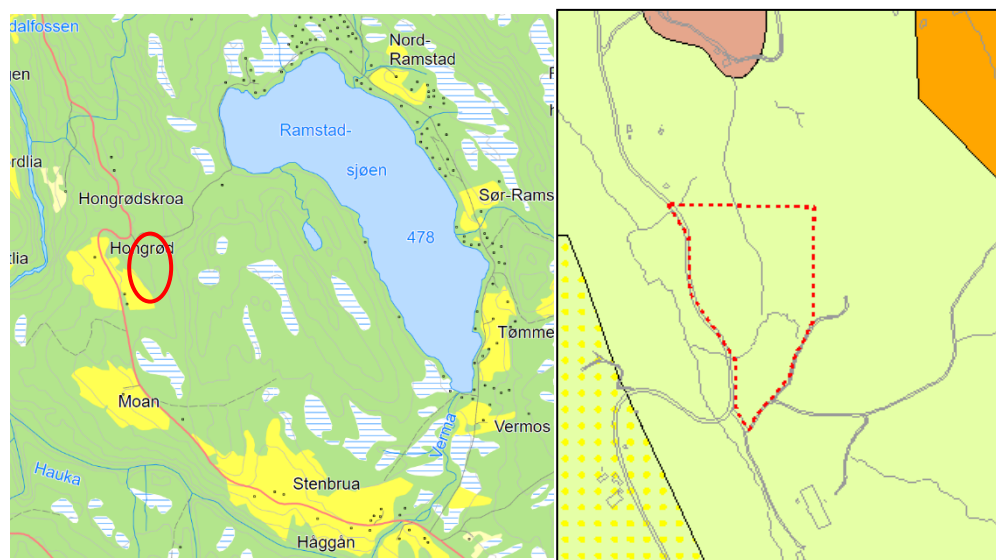 dalfossen
Nord-
Ramstad
gen
Ramstad-
sjøen
rdlia
Hongrødskroa
Sør-Rams
478
Hongrød
tlia
Tømme
Moan
Vermos
Verma
Hauka
Stenbrua
Håggån